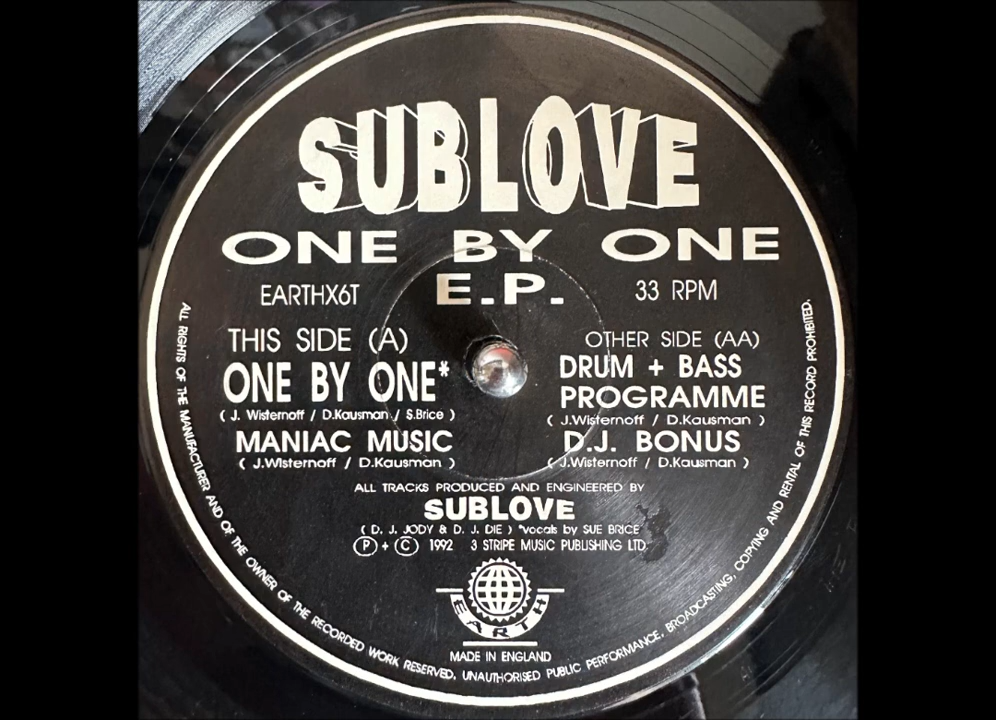 SUBLOVE
ONE BY ONE
E.P.
EARTHX6T
33 RPM
THIS SIDE (A)
ONE BY ONE*
( J. Wisternoff / D.Kausman / S.Brice )
MANIAC MUSIC
( J.Wisternoff / D.Kausman )
OTHER SIDE (AA)
DRUM + BASS
PROGRAMME
( J.Wisternoff / D.Kausman )
D.J. BONUS
( J.Wisternoff / D.Kausman )
ALL TRACKS PRODUCED AND ENGINEERED BY
SUBLOVE
( D. J. JODY & D. J. DIE ) *vocals by SUE BRICE
Ⓟ + Ⓒ 1992 3 STRIPE MUSIC PUBLISHING LTD.
EARTH
MADE IN ENGLAND
ALL RIGHTS OF THE MANUFACTURER AND OF THE OWNER OF THE RECORDED WORK RESERVED, UNAUTHORISED PUBLIC PERFORMANCE, BROADCASTING, COPYING AND RENTAL OF THIS RECORD PROHIBITED.